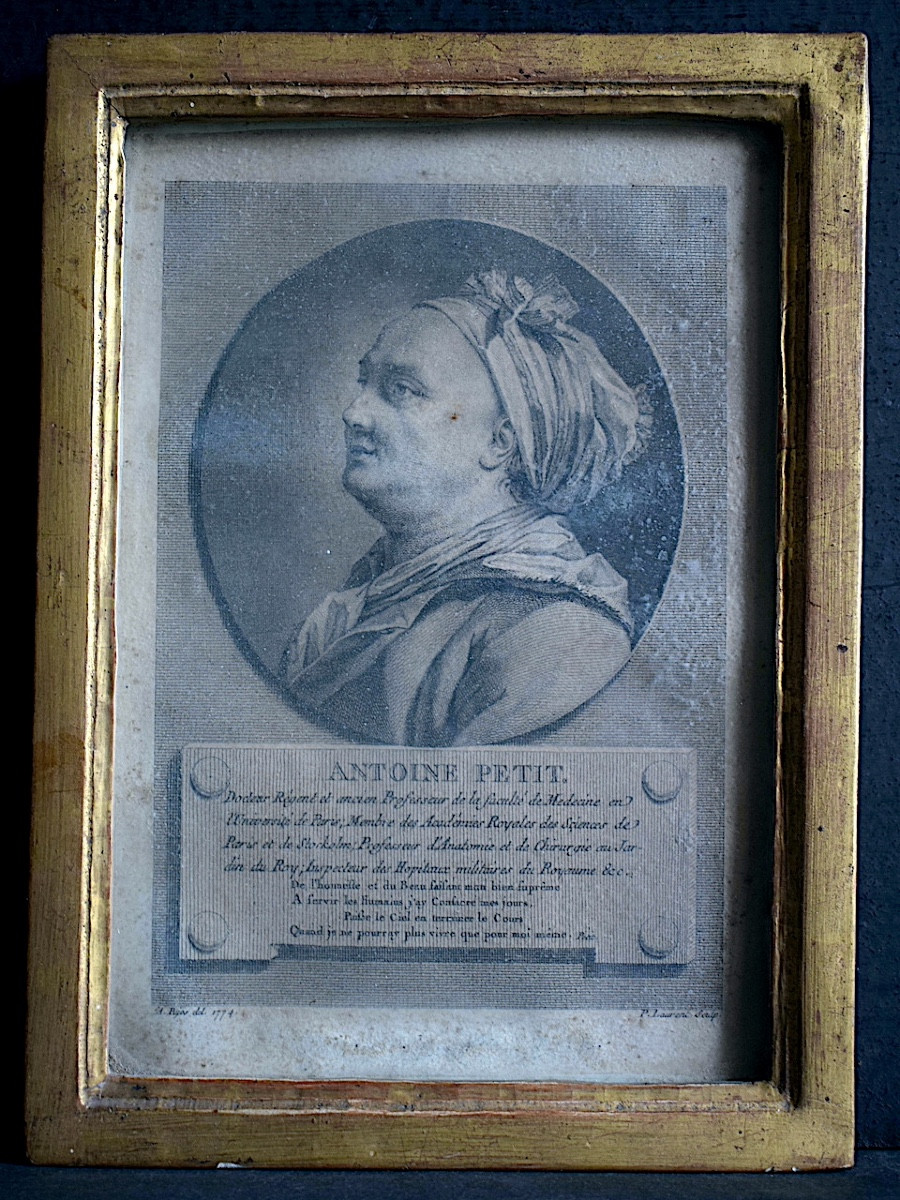 ANTOINE PETIT.
Docteur Régent et ancien Professeur de la faculté de Medecine en
l'Université de Paris, Membre des Académies Royales des Sciences de
Paris et de Stockolm, Professeur d'Anatomie et de Chirurgie au Jar-
din du Roy, Inspecteur des Hopitaux militaires du Royaume &c.
De l'honneste et du Beau faisant mon bien suprême
A servir les Humains j'ay Consacré mes jours.
Puisse le Ciel en terminer le Cours
Quand je ne pourray plus vivre que pour moi même.
del. 1774.
P. Laurent Sculp.